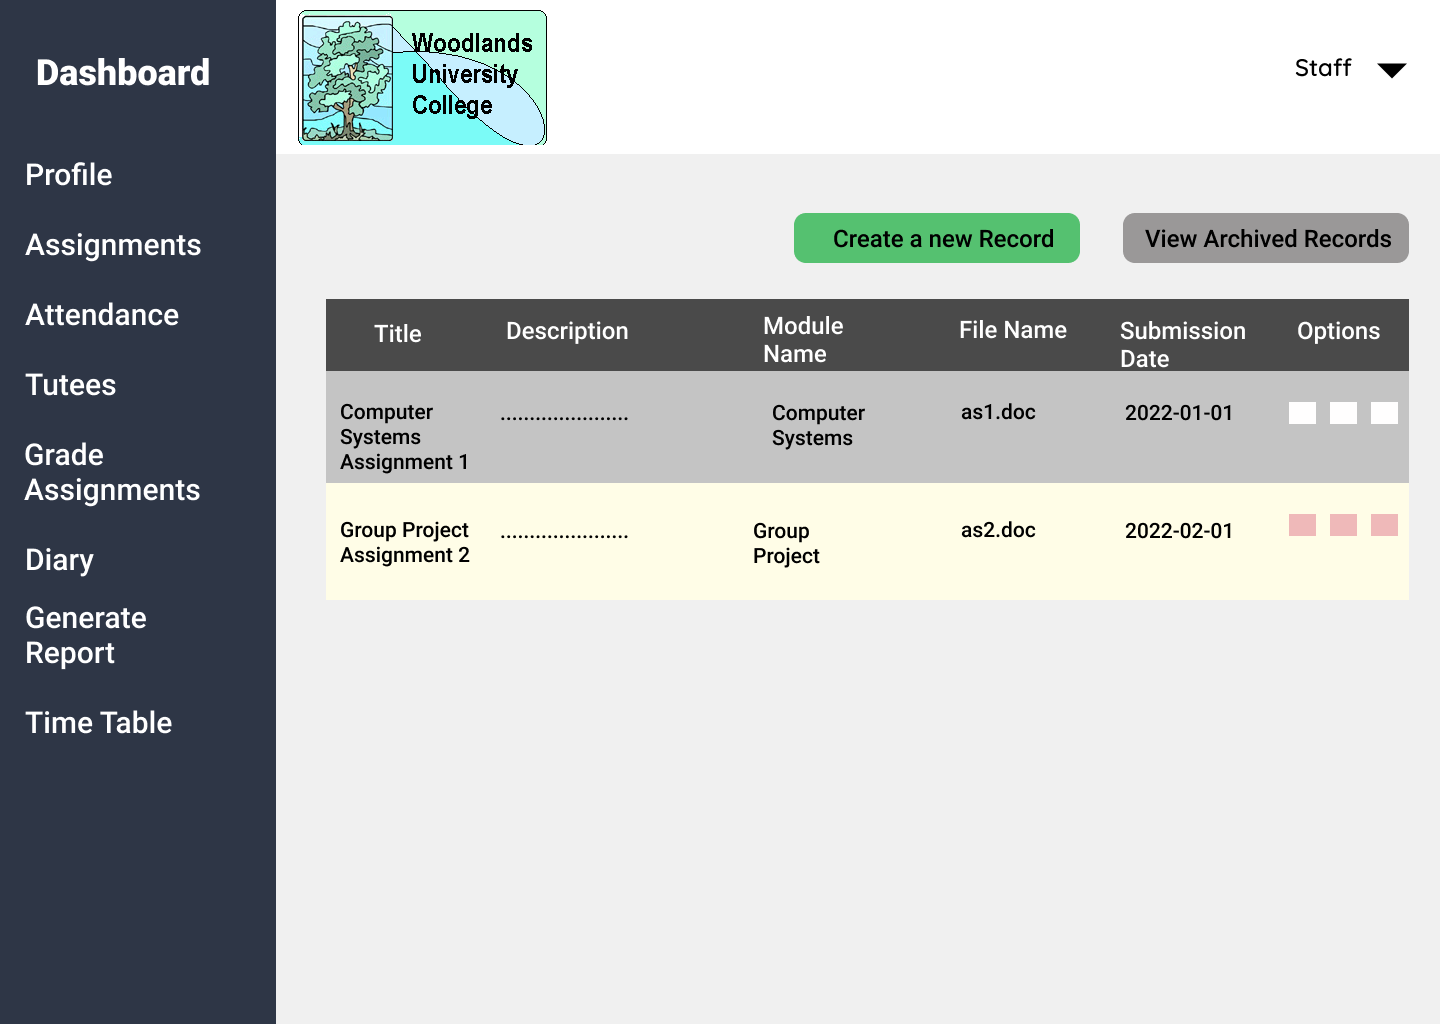 Dashboard
Profile
Assignments
Attendance
Tutees
Grade
Assignments
Diary
Generate
Report
Time Table
Woodlands
University
College
Staff
Create a new Record
View Archived Records
Title
Description
Module
Name
File Name
Submission
Date
Options
Computer
Systems
Assignment 1
......................
Computer
Systems
as1.doc
2022-01-01
Group Project
Assignment 2
......................
Group
Project
as2.doc
2022-02-01